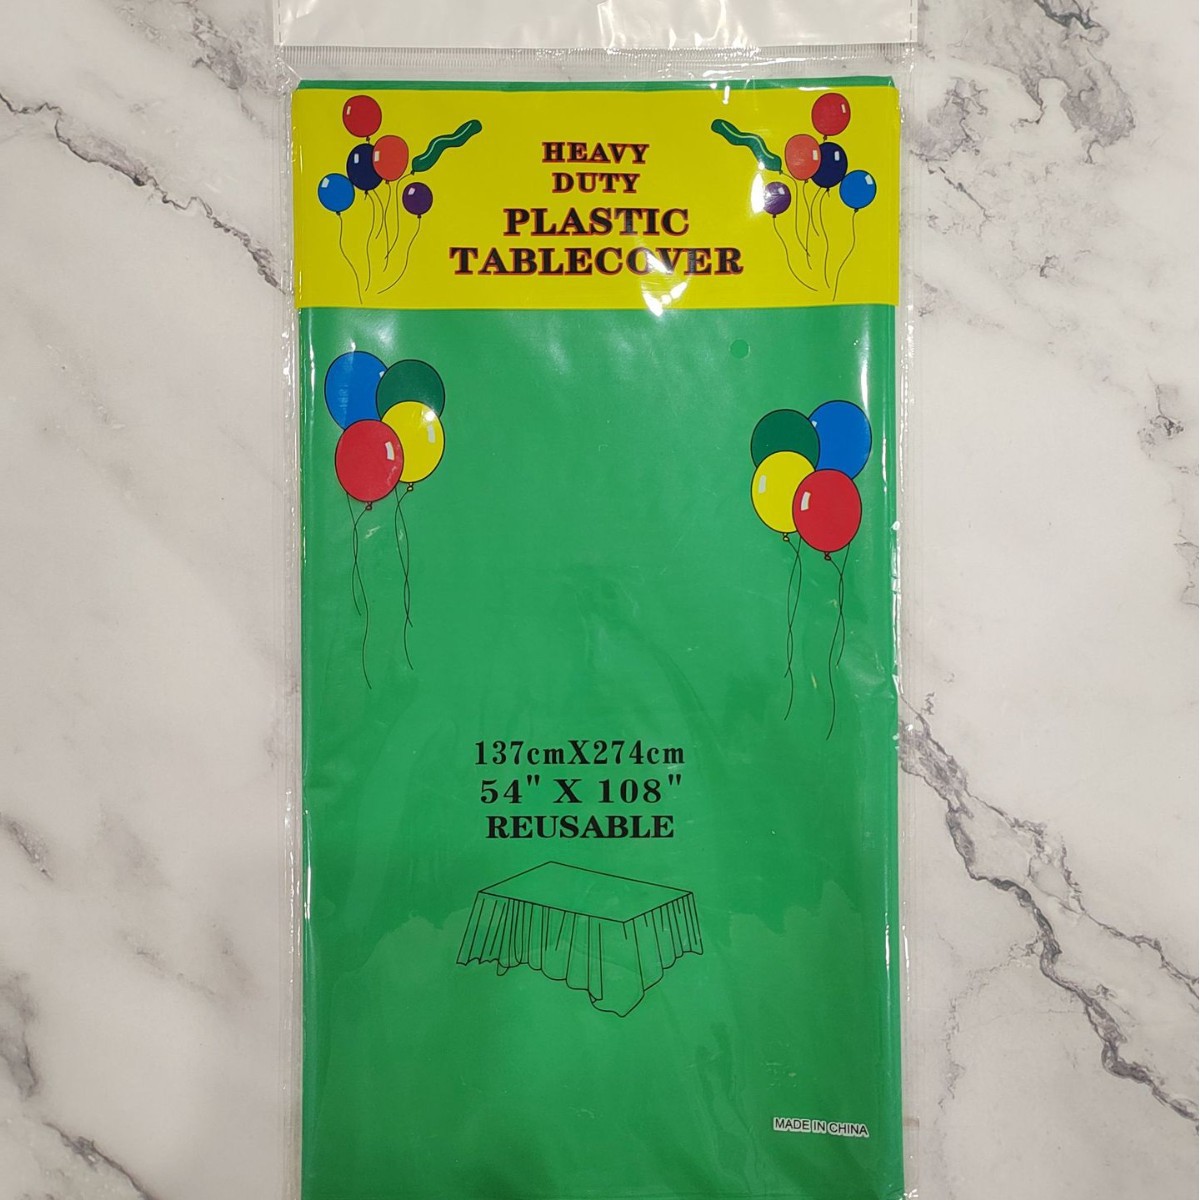 HEAVY
DUTY
PLASTIC
TABLECOVER
137cmX274cm
54" X 108"
REUSABLE
MADE IN CHINA